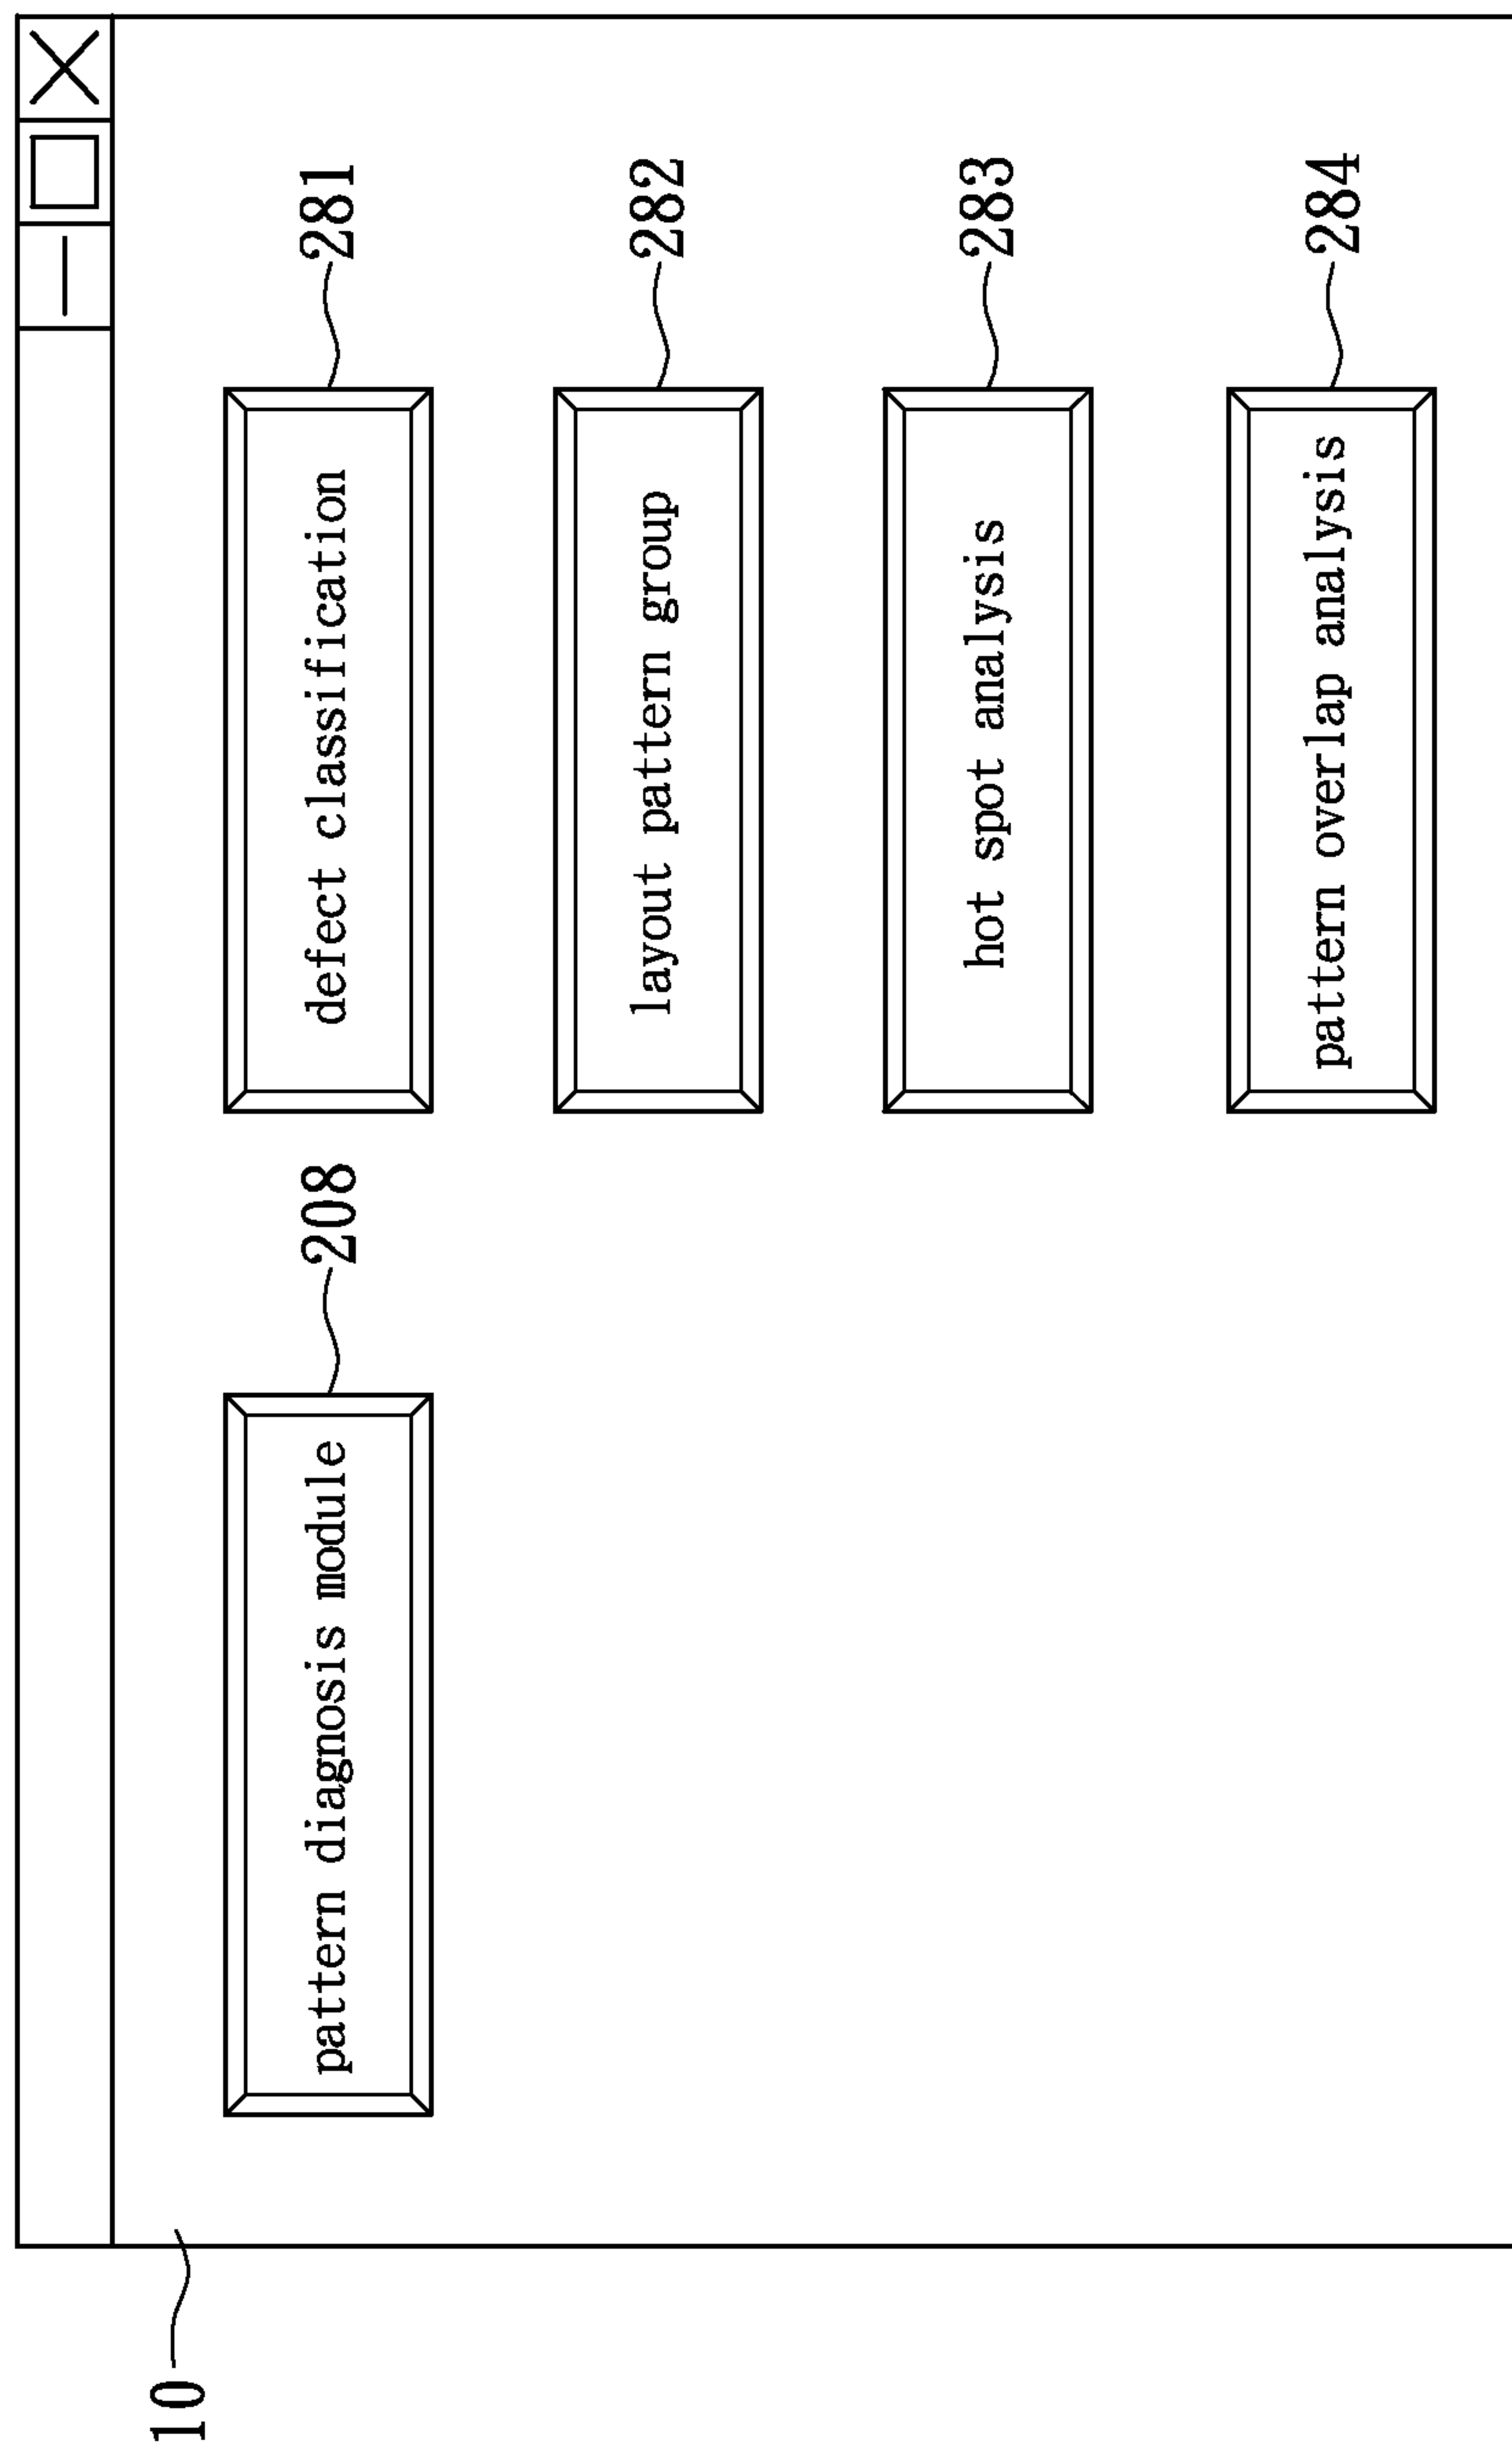 10
pattern diagnosis module
208
defect classification
281
layout pattern group
282
hot spot analysis
283
pattern overlap analysis
284